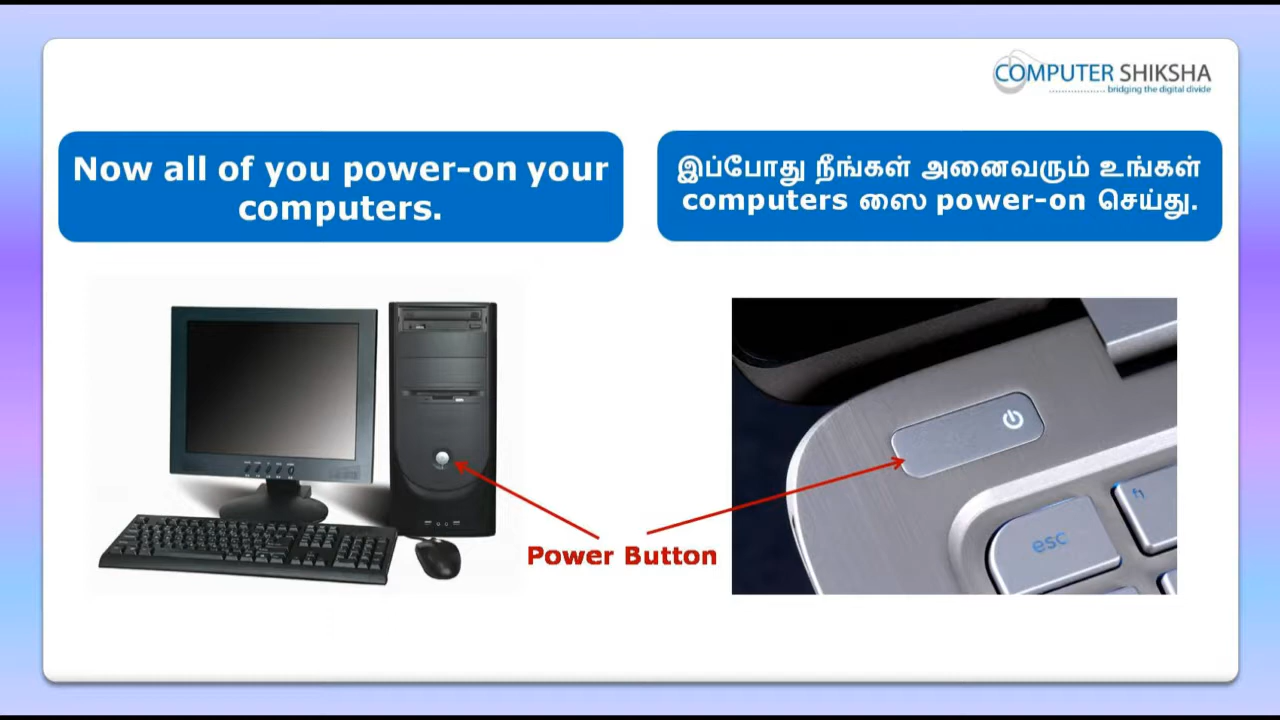 COMPUTER SHIKSHA
bridging the digital divide
Now all of you power-on your
computers.
இப்போது நீங்கள் அனைவரும் உங்கள்
computers ஸை power-on செய்து.
Power Button
esc
f1